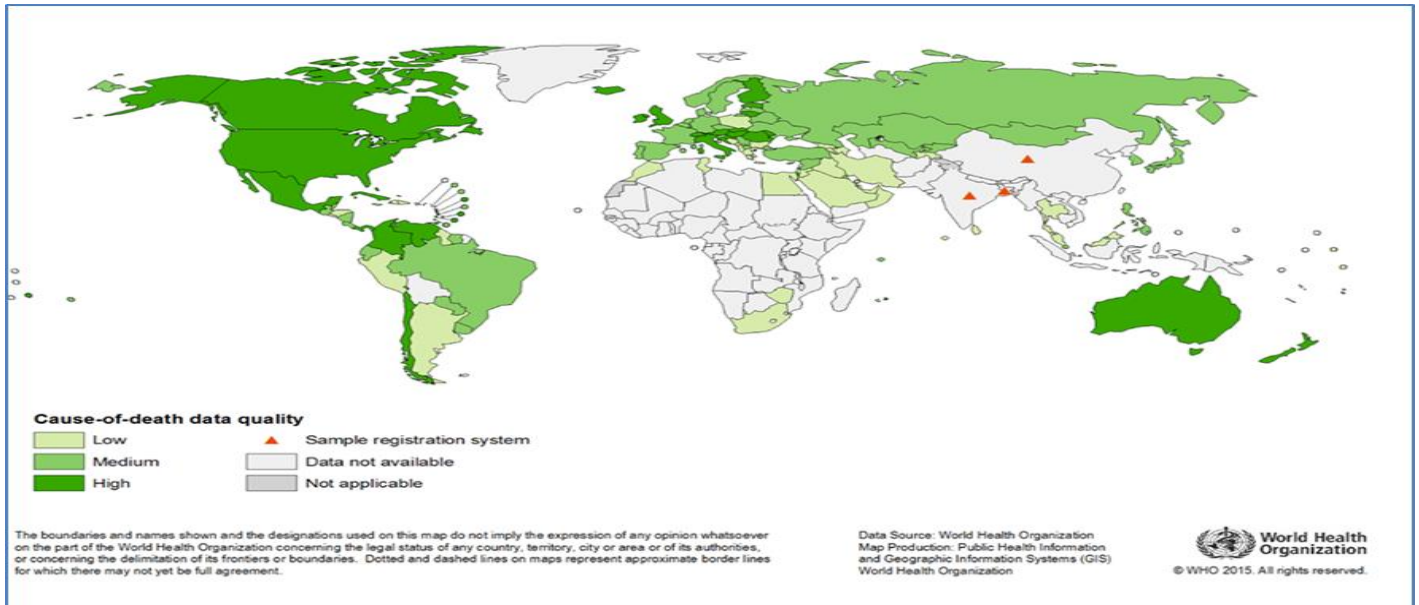 Cause-of-death data quality
Low
Medium
High
Sample registration system
Data not available
Not applicable
The boundaries and names shown and the designations used on this map do not imply the expression of any opinion whatsoever
on the part of the World Health Organization concerning the legal status of any country, territory, city or area or of its authorities,
or concerning the delimitation of its frontiers or boundaries. Dotted and dashed lines on maps represent approximate border lines
for which there may not yet be full agreement.
Data Source: World Health Organization
Map Production: Public Health Information
and Geographic Information Systems (GIS)
World Health Organization
World Health
Organization
© WHO 2015. All rights reserved.